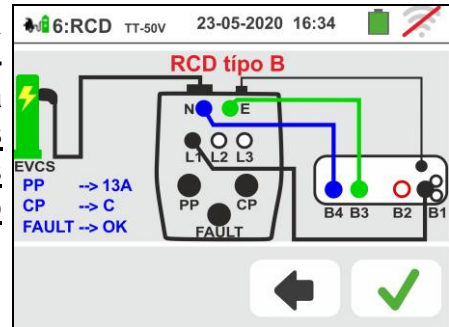 6:RCD TT-50V 23-05-2020 16:34
RCD típo B
N E
L1 L2 L3
EVCS
PP --> 13A
CP --> C
FAULT --> OK
PP CP
FAULT
B4 B3 B2 B1